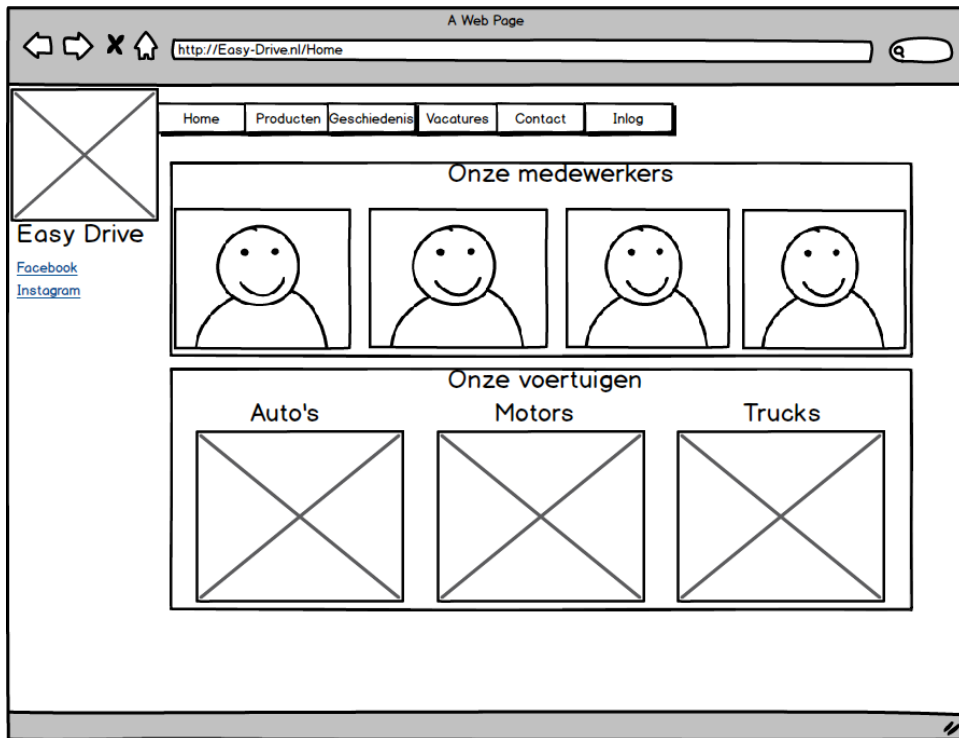 A Web Page
http://Easy-Drive.nl/Home
Home Producten Geschiedenis Vacatures Contact Inlog
Easy Drive
Facebook
Instagram
Onze medewerkers
Onze voertuigen
Auto's Motors Trucks